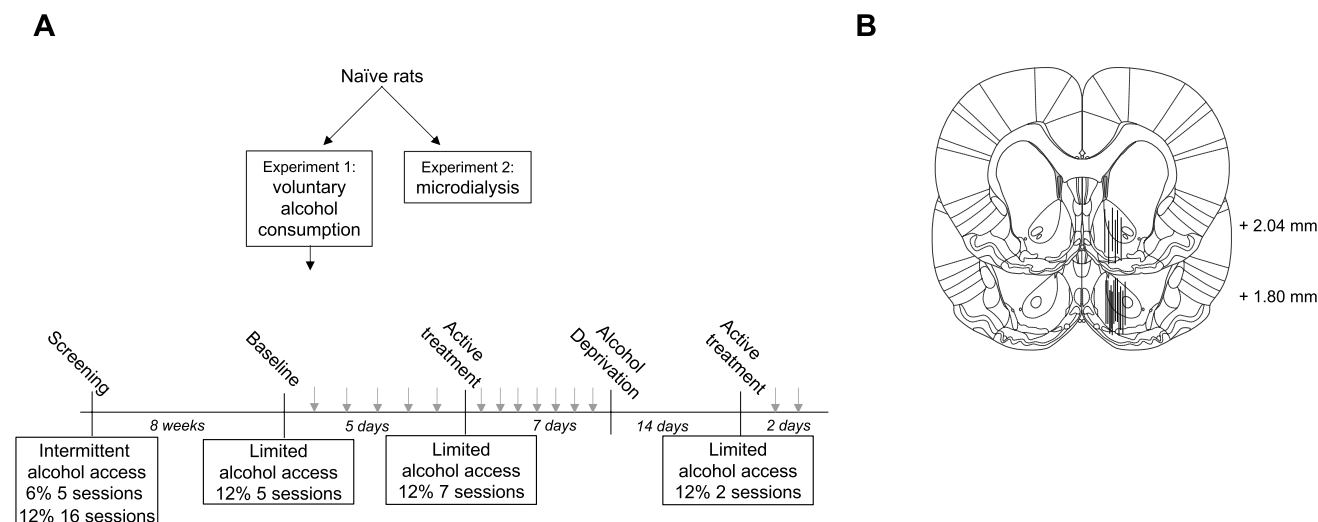 A
B
Naïve rats
Experiment 1:
voluntary
alcohol
consumption
Experiment 2:
microdialysis
+ 2.04 mm
+ 1.80 mm
Screening
Baseline
Active
treatment
Alcohol
Deprivation
Active
treatment
8 weeks
5 days
7 days
14 days
2 days
Intermittent
alcohol access
6% 5 sessions
12% 16 sessions
Limited
alcohol access
12% 5 sessions
Limited
alcohol access
12% 7 sessions
Limited
alcohol access
12% 2 sessions